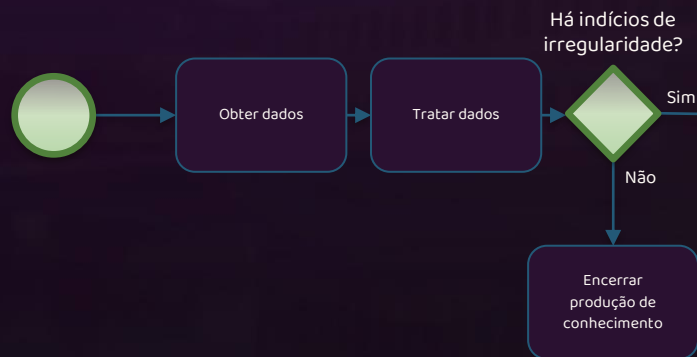 Há indícios de
irregularidade?
Obter dados
Tratar dados
Sim
Não
Encerrar
produção de
conhecimento